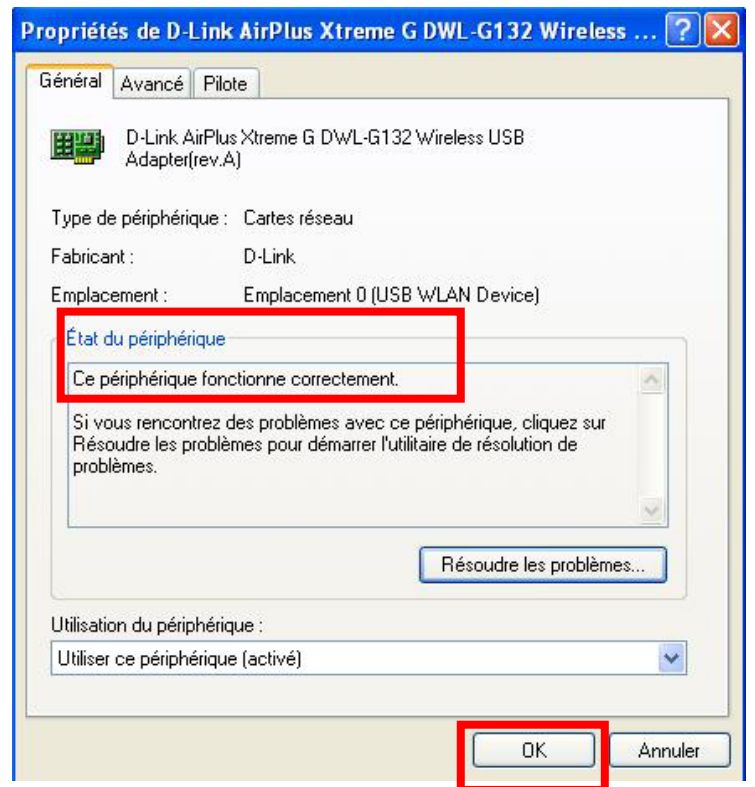 Propriétés de D-Link AirPlus Xtreme G DWL-G132 Wireless ...
Général Avancé Pilote
D-Link AirPlus Xtreme G DWL-G132 Wireless USB
Adapter(rev.A)
Type de périphérique : Cartes réseau
Fabricant : D-Link
Emplacement : Emplacement 0 (USB WLAN Device)
État du périphérique
Ce périphérique fonctionne correctement.
Si vous rencontrez des problèmes avec ce périphérique, cliquez sur
Résoudre les problèmes pour démarrer l'utilitaire de résolution de
problèmes.
Résoudre les problèmes...
Utilisation du périphérique :
Utiliser ce périphérique (activé)
OK Annuler